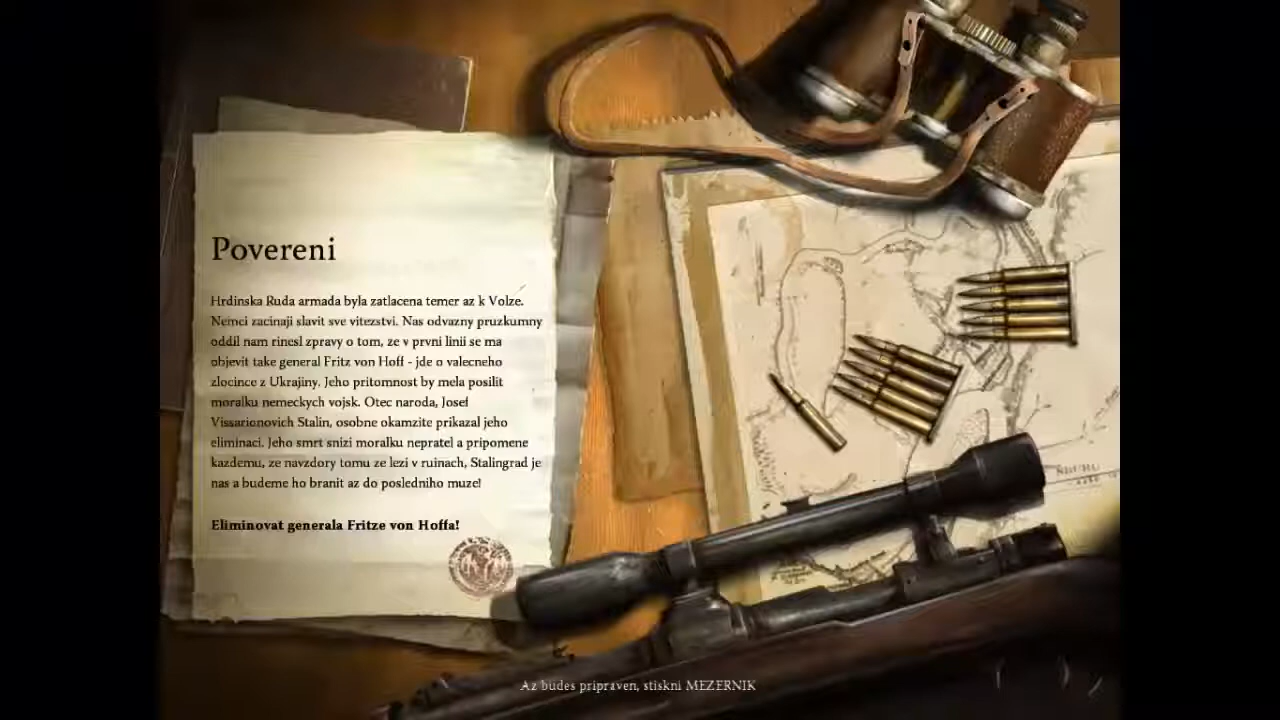 Povereni
Hrdinska Ruda armada byla zatlacena temer az k Volze.
Nemci zacinaji slavit sve vitezstvi. Nas odvazny pruzkumny
oddil nam rinesl zpravy o tom, ze v prvni linii se ma
objevit take general Fritz von Hoff - jde o valecneho
zlocince z Ukrajiny. Jeho pritomnost by mela posilit
moralku nemeckych vojsk. Otec naroda, Josef
Vissarionovich Stalin, osobne okamzite prikazal jeho
eliminaci. Jeho smrt snizi moralku nepratel a pripomene
kazdemu, ze navzdory tomu ze lezi v ruinach, Stalingrad je
nas a budeme ho branit az do posledniho muze!
Eliminovat generala Fritze von Hoffa!
Az budes pripraven, stiskni MEZERNIK